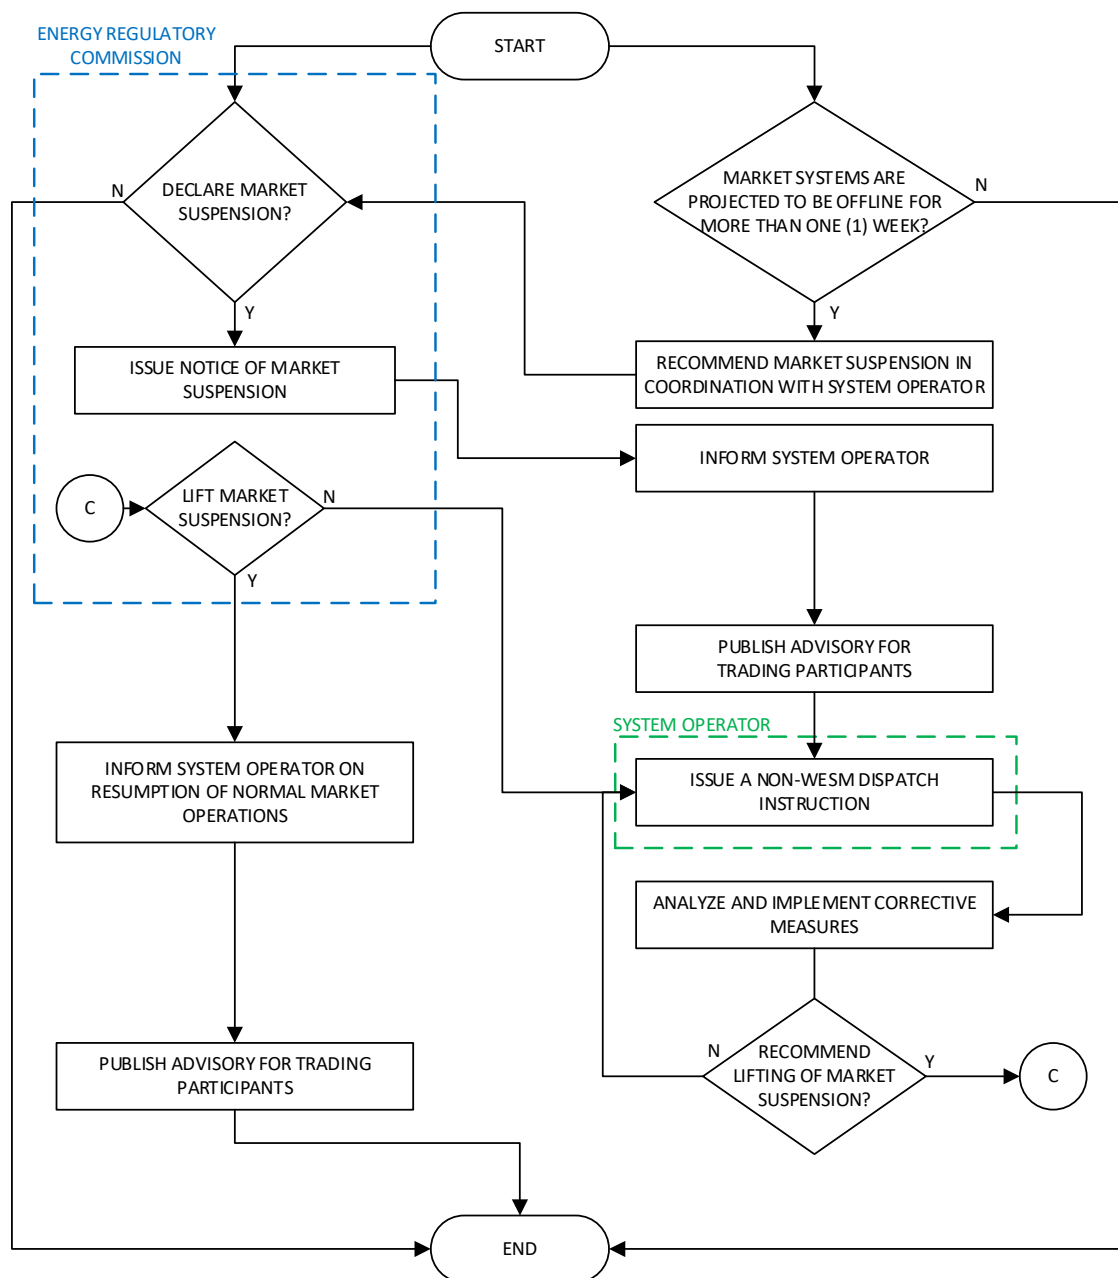 ENERGY REGULATORY
COMMISSION
START
DECLARE MARKET
SUSPENSION?
N
Y
MARKET SYSTEMS ARE
PROJECTED TO BE OFFLINE FOR
MORE THAN ONE (1) WEEK?
N
Y
ISSUE NOTICE OF MARKET
SUSPENSION
RECOMMEND MARKET SUSPENSION IN
COORDINATION WITH SYSTEM OPERATOR
INFORM SYSTEM OPERATOR
C
LIFT MARKET
SUSPENSION?
N
Y
PUBLISH ADVISORY FOR
TRADING PARTICIPANTS
SYSTEM OPERATOR
INFORM SYSTEM OPERATOR ON
RESUMPTION OF NORMAL MARKET
OPERATIONS
ISSUE A NON-WESM DISPATCH
INSTRUCTION
ANALYZE AND IMPLEMENT CORRECTIVE
MEASURES
PUBLISH ADVISORY FOR TRADING
PARTICIPANTS
N
RECOMMEND
LIFTING OF MARKET
SUSPENSION?
Y
C
END